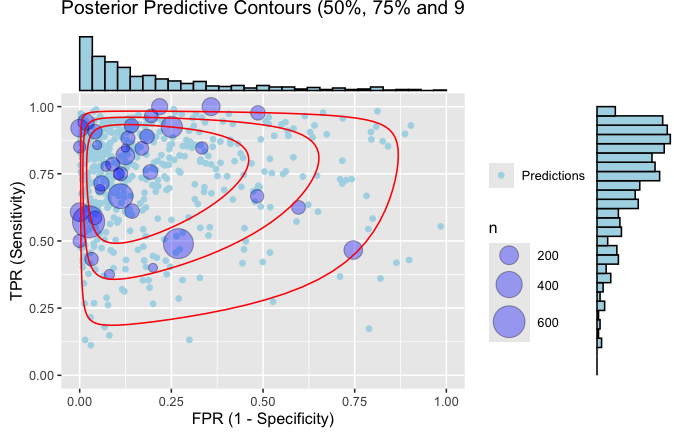 Posterior Predictive Contours (50%, 75% and 9
1.00
0.75
0.50
0.25
0.00
TPR (Sensitivity)
0.00 0.25 0.50 0.75 1.00
FPR (1 - Specificity)
Predictions
n
200
400
600